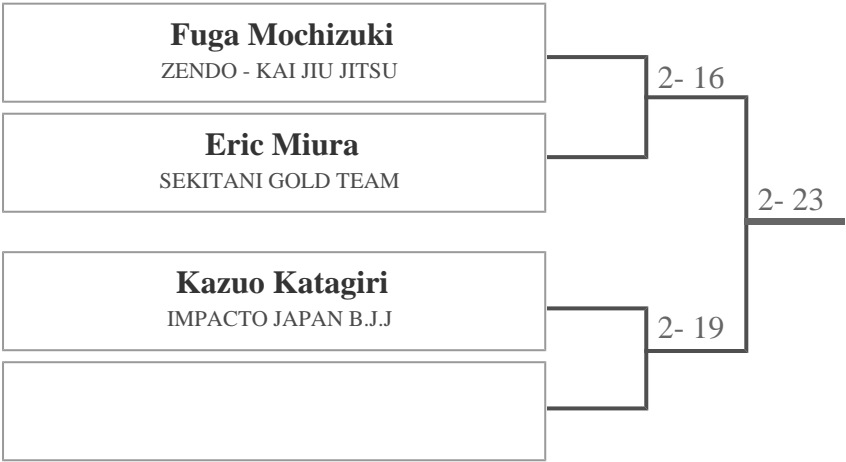 Fuga Mochizuki
ZENDO - KAI JIU JITSU
2- 16
Eric Miura
SEKITANI GOLD TEAM
2- 23
Kazuo Katagiri
IMPACTO JAPAN B.J.J
2- 19